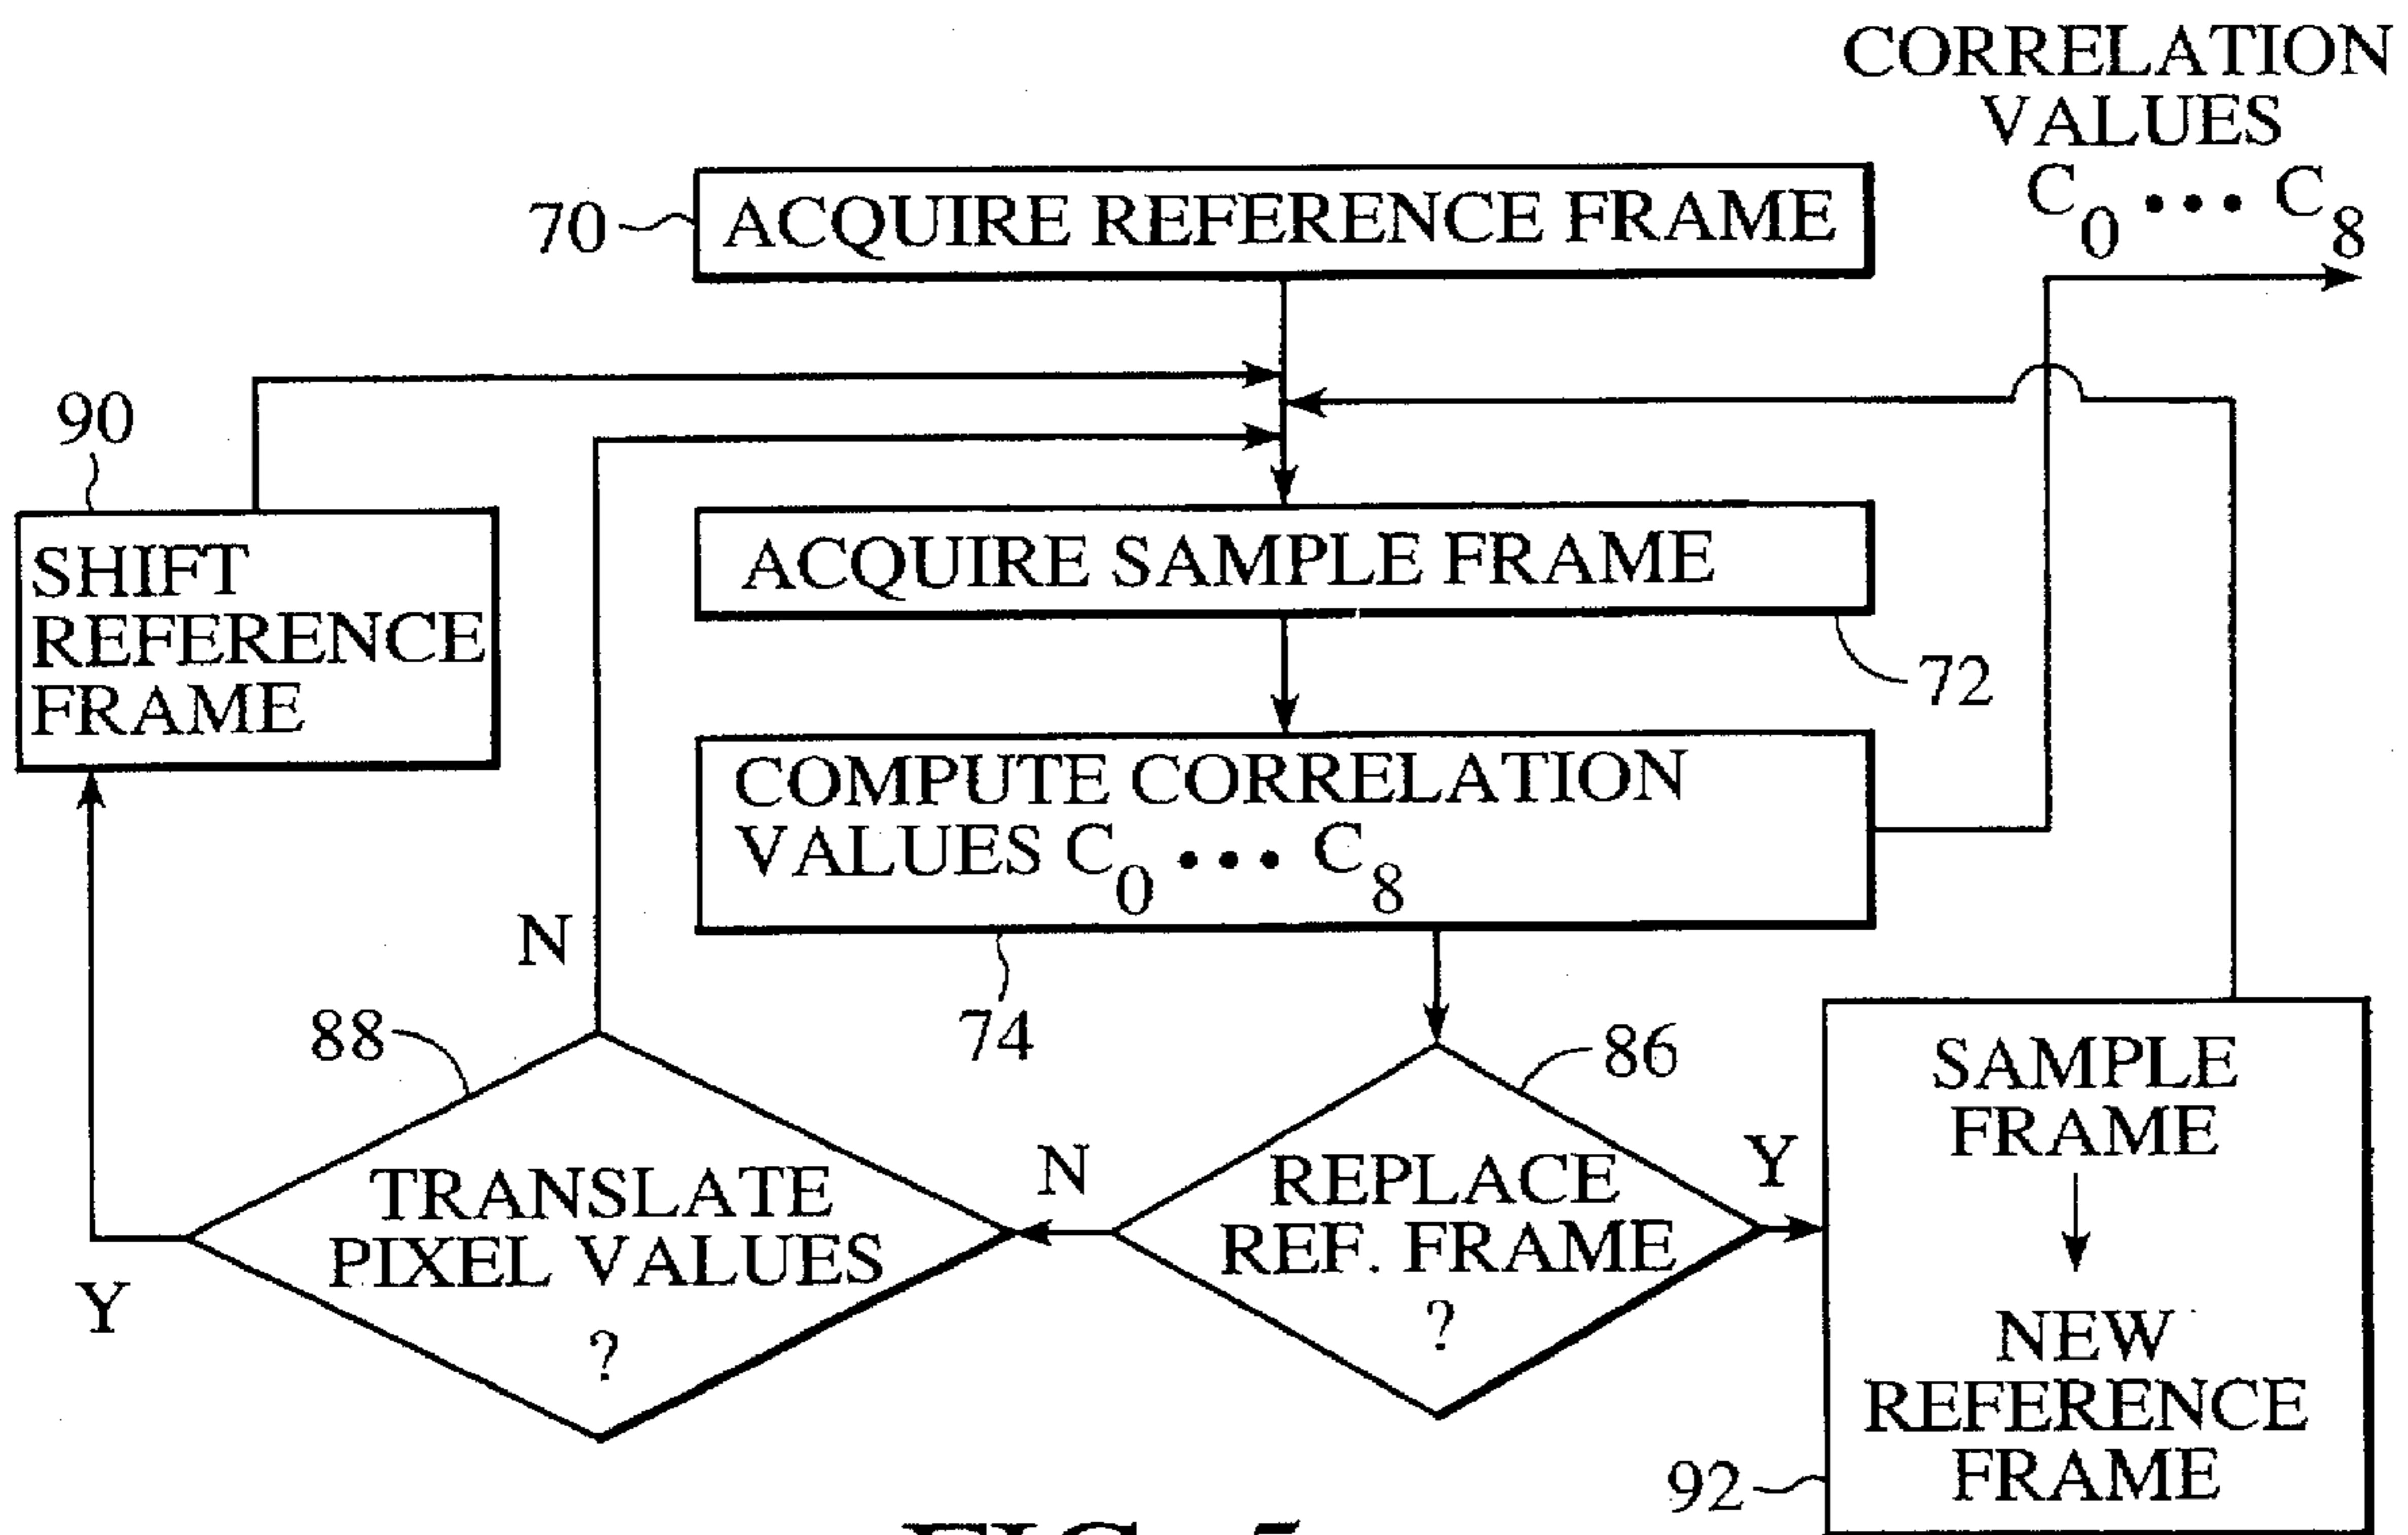 CORRELATION
VALUES
C0 ••• C8
70
ACQUIRE REFERENCE FRAME
90
SHIFT
REFERENCE
FRAME
ACQUIRE SAMPLE FRAME
72
COMPUTE CORRELATION
VALUES C0 ••• C8
74
N
88
TRANSLATE
PIXEL VALUES
?
Y
N
86
REPLACE
REF. FRAME
?
Y
SAMPLE
FRAME
NEW
REFERENCE
FRAME
92